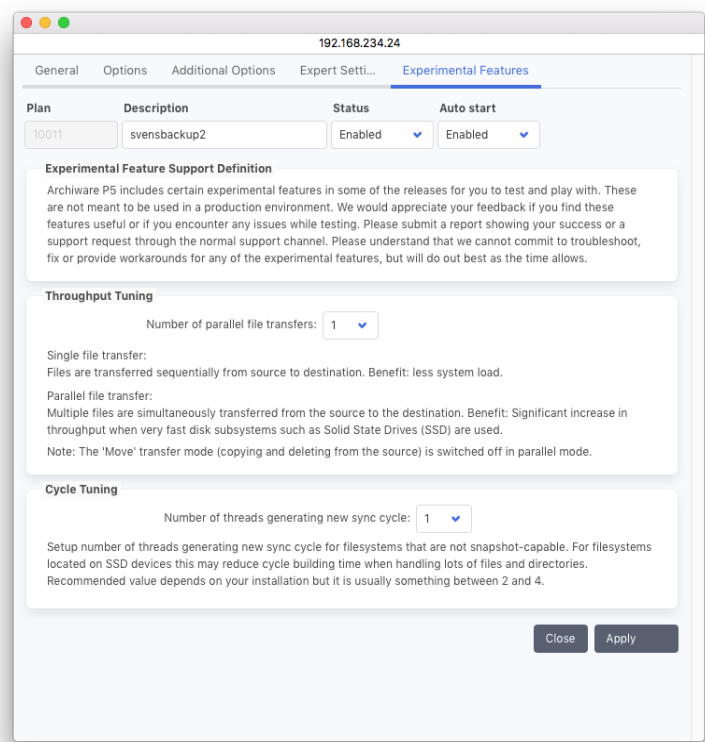 192.168.234.24
General Options Additional Options Expert Setti... Experimental Features
Plan Description Status Auto start
10011 svensbackup2 Enabled Enabled
Experimental Feature Support Definition
Archiware P5 includes certain experimental features in some of the releases for you to test and play with. These
are not meant to be used in a production environment. We would appreciate your feedback if you find these
features useful or if you encounter any issues while testing. Please submit a report showing your success or a
support request through the normal support channel. Please understand that we cannot commit to troubleshoot,
fix or provide workarounds for any of the experimental features, but will do out best as the time allows.
Throughput Tuning
Number of parallel file transfers: 1
Single file transfer:
Files are transferred sequentially from source to destination. Benefit: less system load.
Parallel file transfer:
Multiple files are simultaneously transferred from the source to the destination. Benefit: Significant increase in
throughput when very fast disk subsystems such as Solid State Drives (SSD) are used.
Note: The 'Move' transfer mode (copying and deleting from the source) is switched off in parallel mode.
Cycle Tuning
Number of threads generating new sync cycle: 1
Setup number of threads generating new sync cycle for filesystems that are not snapshot-capable. For filesystems
located on SSD devices this may reduce cycle building time when handling lots of files and directories.
Recommended value depends on your installation but it is usually something between 2 and 4.
Close Apply